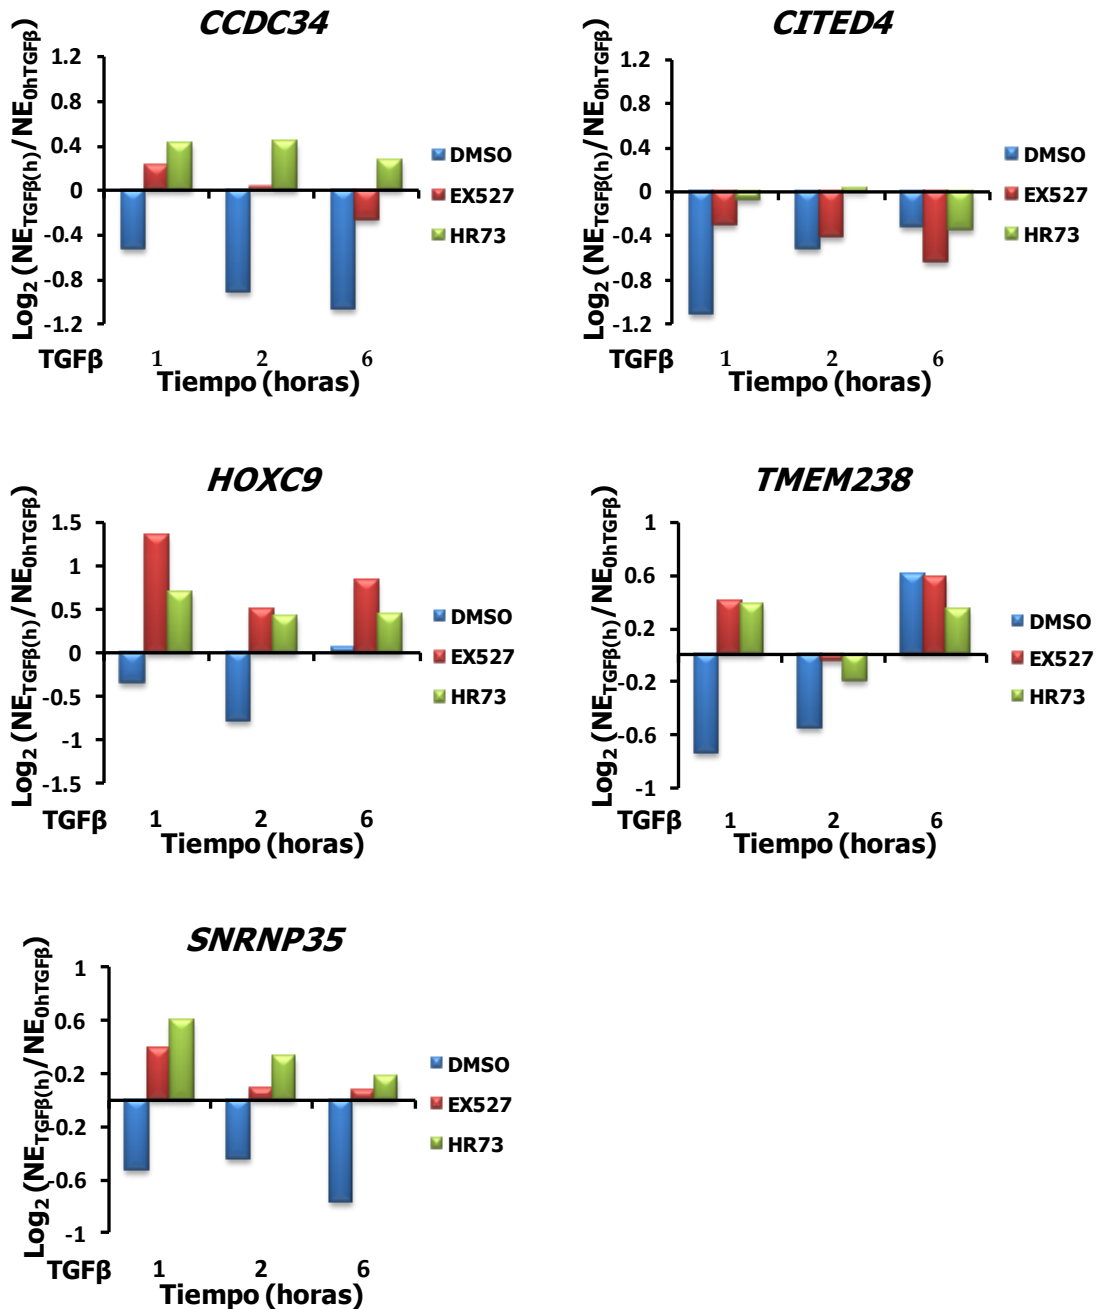 CCDC34
Log2 (NETGFβ(h)/NE0hTGFβ)
1.2
0.8
0.4
0
-0.4
-0.8
-1.2
DMSO
EX527
HR73
TGFβ 1 2 6
Tiempo (horas)
CITED4
Log2 (NETGFβ(h)/NE0hTGFβ)
1.2
0.8
0.4
0
-0.4
-0.8
-1.2
DMSO
EX527
HR73
TGFβ 1 2 6
Tiempo (horas)
HOXC9
Log2 (NETGFβ(h)/NE0hTGFβ)
1.5
1
0.5
0
-0.5
-1
-1.5
DMSO
EX527
HR73
TGFβ 1 2 6
Tiempo (horas)
TMEM238
Log2 (NETGFβ(h)/NE0hTGFβ)
1
0.6
0.2
-0.2
-0.6
-1
DMSO
EX527
HR73
TGFβ 1 2 6
Tiempo (horas)
SNRNP35
Log2 (NETGFβ(h)/NE0hTGFβ)
1
0.6
0.2
-0.2
-0.6
-1
DMSO
EX527
HR73
TGFβ 1 2 6
Tiempo (horas)